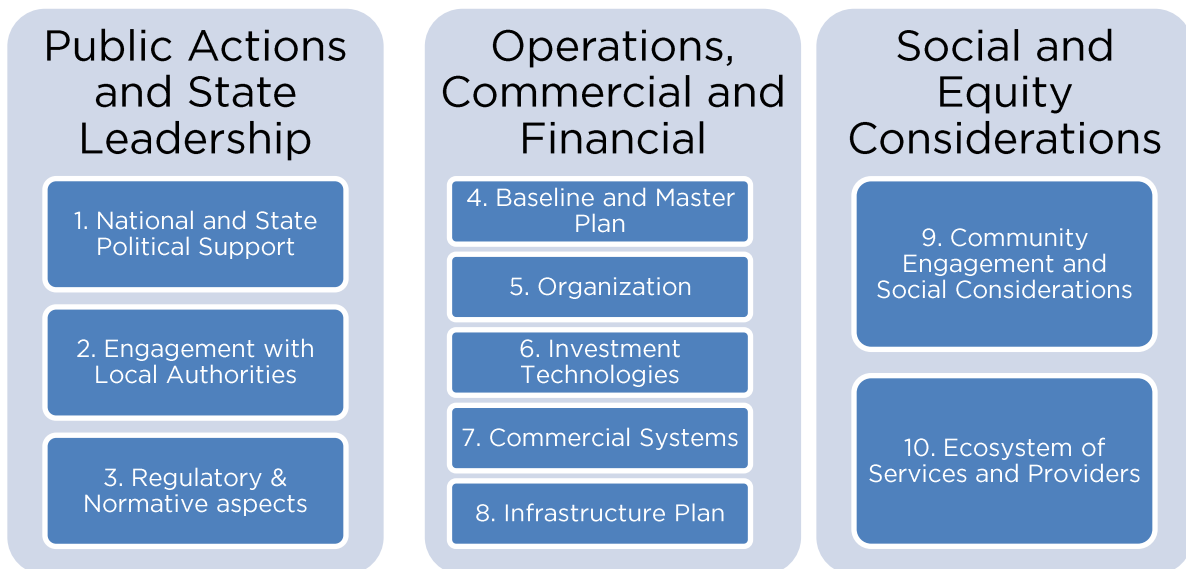 Public Actions
and State
Leadership
1. National and State
Political Support
2. Engagement with
Local Authorities
3. Regulatory &
Normative aspects
Operations,
Commercial and
Financial
4. Baseline and Master
Plan
5. Organization
6. Investment
Technologies
7. Commercial Systems
8. Infrastructure Plan
Social and
Equity
Considerations
9. Community
Engagement and
Social Considerations
10. Ecosystem of
Services and Providers